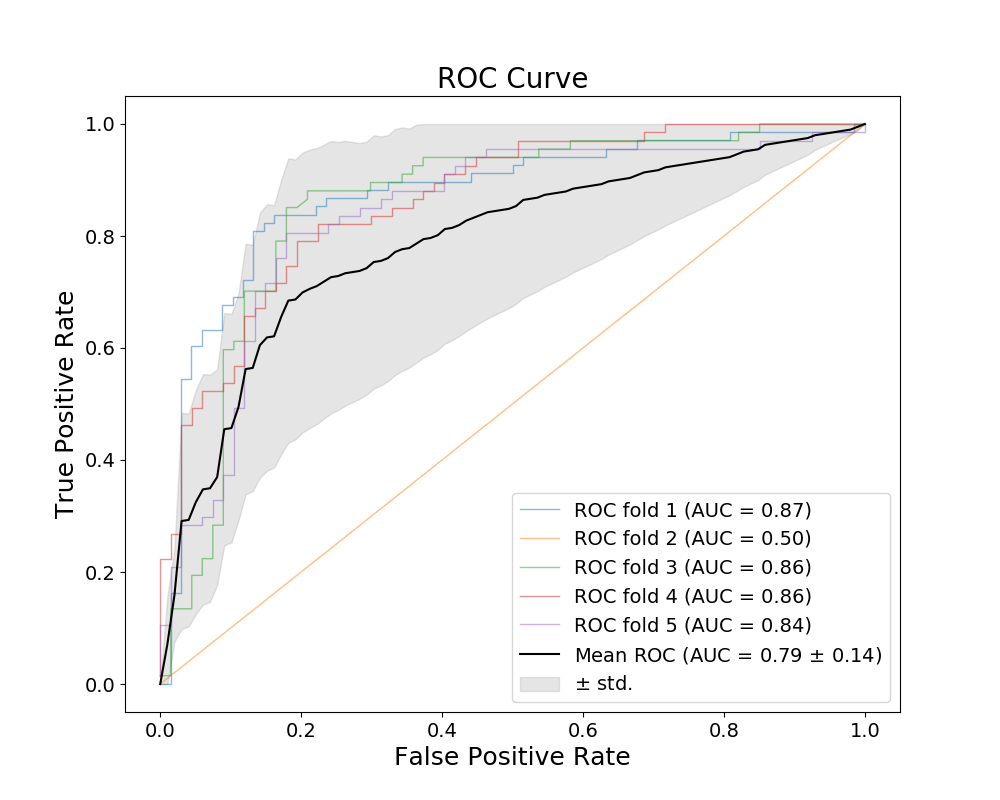 ROC Curve
True Positive Rate
1.0
0.8
0.6
0.4
0.2
0.0
ROC fold 1 (AUC = 0.87)
ROC fold 2 (AUC = 0.50)
ROC fold 3 (AUC = 0.86)
ROC fold 4 (AUC = 0.86)
ROC fold 5 (AUC = 0.84)
Mean ROC (AUC = 0.79 ± 0.14)
± std.
0.0 0.2 0.4 0.6 0.8 1.0
False Positive Rate